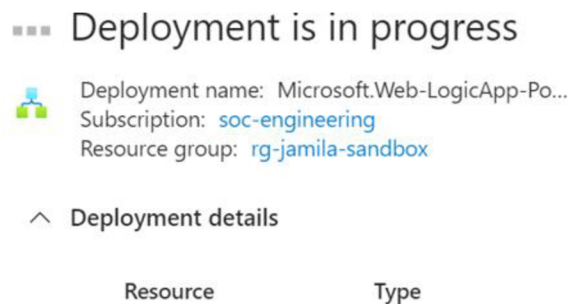 Deployment is in progress
Deployment name: Microsoft.Web-LogicApp-Po...
Subscription: soc-engineering
Resource group: rg-jamila-sandbox
Deployment details
Resource Type